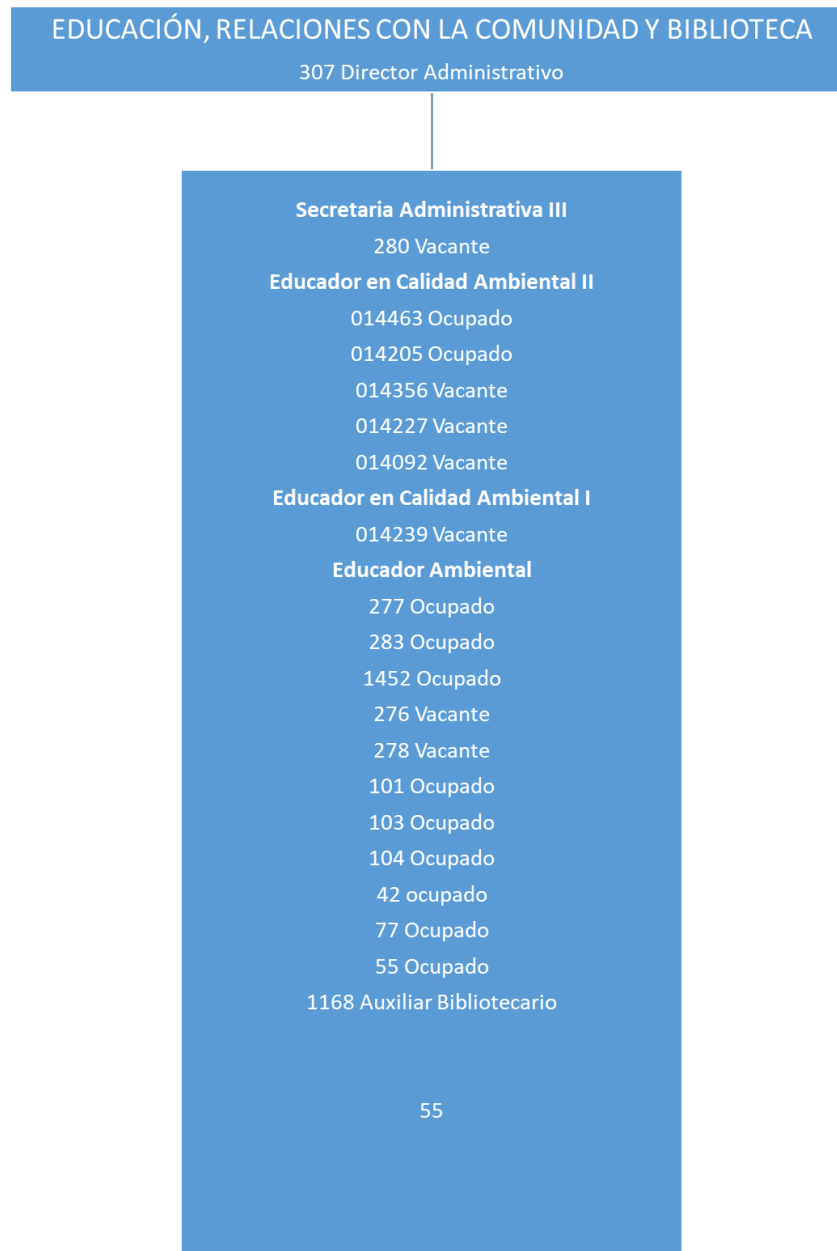 EDUCACIÓN, RELACIONES CON LA COMUNIDAD Y BIBLIOTECA
307 Director Administrativo
Secretaria Administrativa III
280 Vacante
Educador en Calidad Ambiental II
014463 Ocupado
014205 Ocupado
014356 Vacante
014227 Vacante
014092 Vacante
Educador en Calidad Ambiental I
014239 Vacante
Educador Ambiental
277 Ocupado
283 Ocupado
1452 Ocupado
276 Vacante
278 Vacante
101 Ocupado
103 Ocupado
104 Ocupado
42 ocupado
77 Ocupado
55 Ocupado
1168 Auxiliar Bibliotecario
55